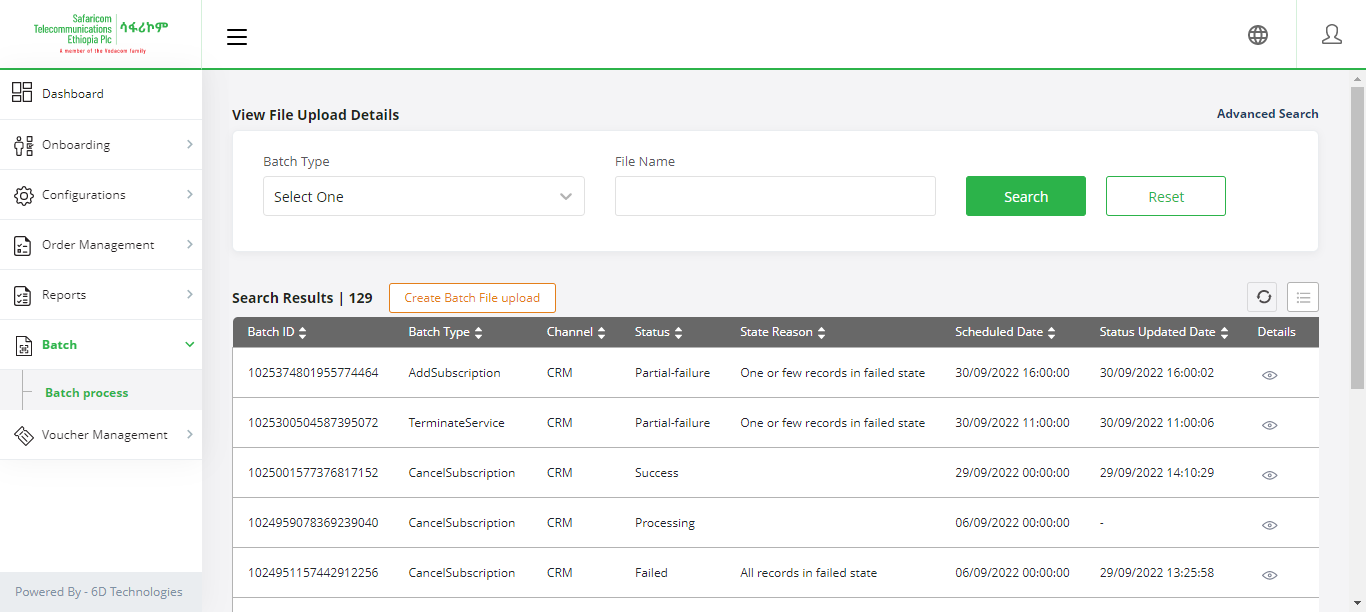 Safaricom
Telecommunications
Ethiopia Plc
ሳፋሪኮም
A member of the Vodacom family
Dashboard
Onboarding
Configurations
Order Management
Reports
Batch
Batch process
Voucher Management
Powered By - 6D Technologies
View File Upload Details
Advanced Search
Batch Type File Name
Select One Search Reset
Search Results | 129 Create Batch File upload
Batch ID Batch Type Channel Status State Reason Scheduled Date Status Updated Date Details
1025374801955774464 AddSubscription CRM Partial-failure One or few records in failed state 30/09/2022 16:00:00 30/09/2022 16:00:02
1025300504587395072 TerminateService CRM Partial-failure One or few records in failed state 30/09/2022 11:00:00 30/09/2022 11:00:06
1025001577376817152 CancelSubscription CRM Success 29/09/2022 00:00:00 29/09/2022 14:10:29
1024959078369239040 CancelSubscription CRM Processing 06/09/2022 00:00:00 -
1024951157442912256 CancelSubscription CRM Failed All records in failed state 06/09/2022 00:00:00 29/09/2022 13:25:58